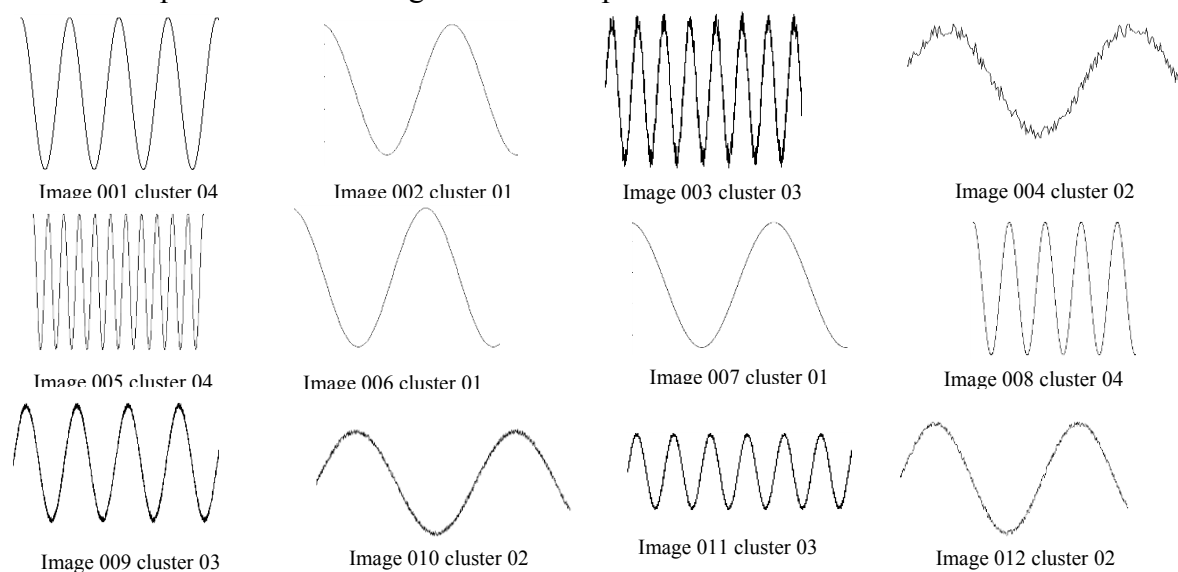 Image 001 cluster 04
Image 002 cluster 01
Image 003 cluster 03
Image 004 cluster 02
Image 005 cluster 04
Image 006 cluster 01
Image 007 cluster 01
Image 008 cluster 04
Image 009 cluster 03
Image 010 cluster 02
Image 011 cluster 03
Image 012 cluster 02